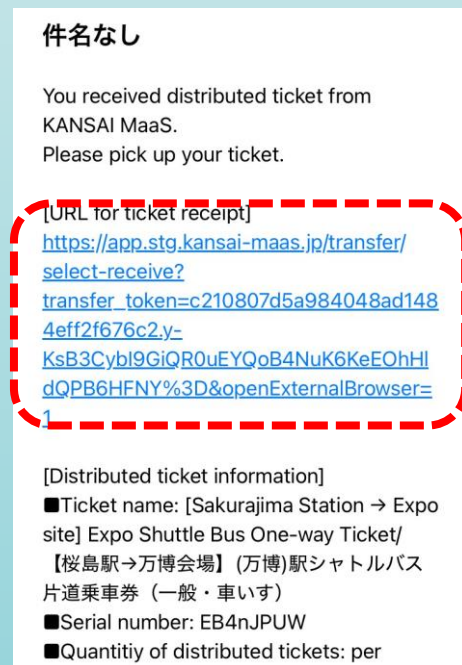 件名なし
You received distributed ticket from
KANSAI MaaS.
Please pick up your ticket.
[URL for ticket receipt]
https://app.stg.kansai-maas.jp/transfer/
select-receive?
transfer_token=c210807d5a984048ad148
4eff2f676c2.y-
KsB3CybI9GiQR0uEYQoB4NuK6KeEOhHl
dQPB6HFNY%3D&openExternalBrowser=
1
[Distributed ticket information]
■Ticket name: [Sakurajima Station → Expo
site] Expo Shuttle Bus One-way Ticket/
【桜島駅→万博会場】(万博)駅シャトルバス
片道乗車券（一般・車いす）
■Serial number: EB4nJPUW
■Quantitiy of distributed tickets: per